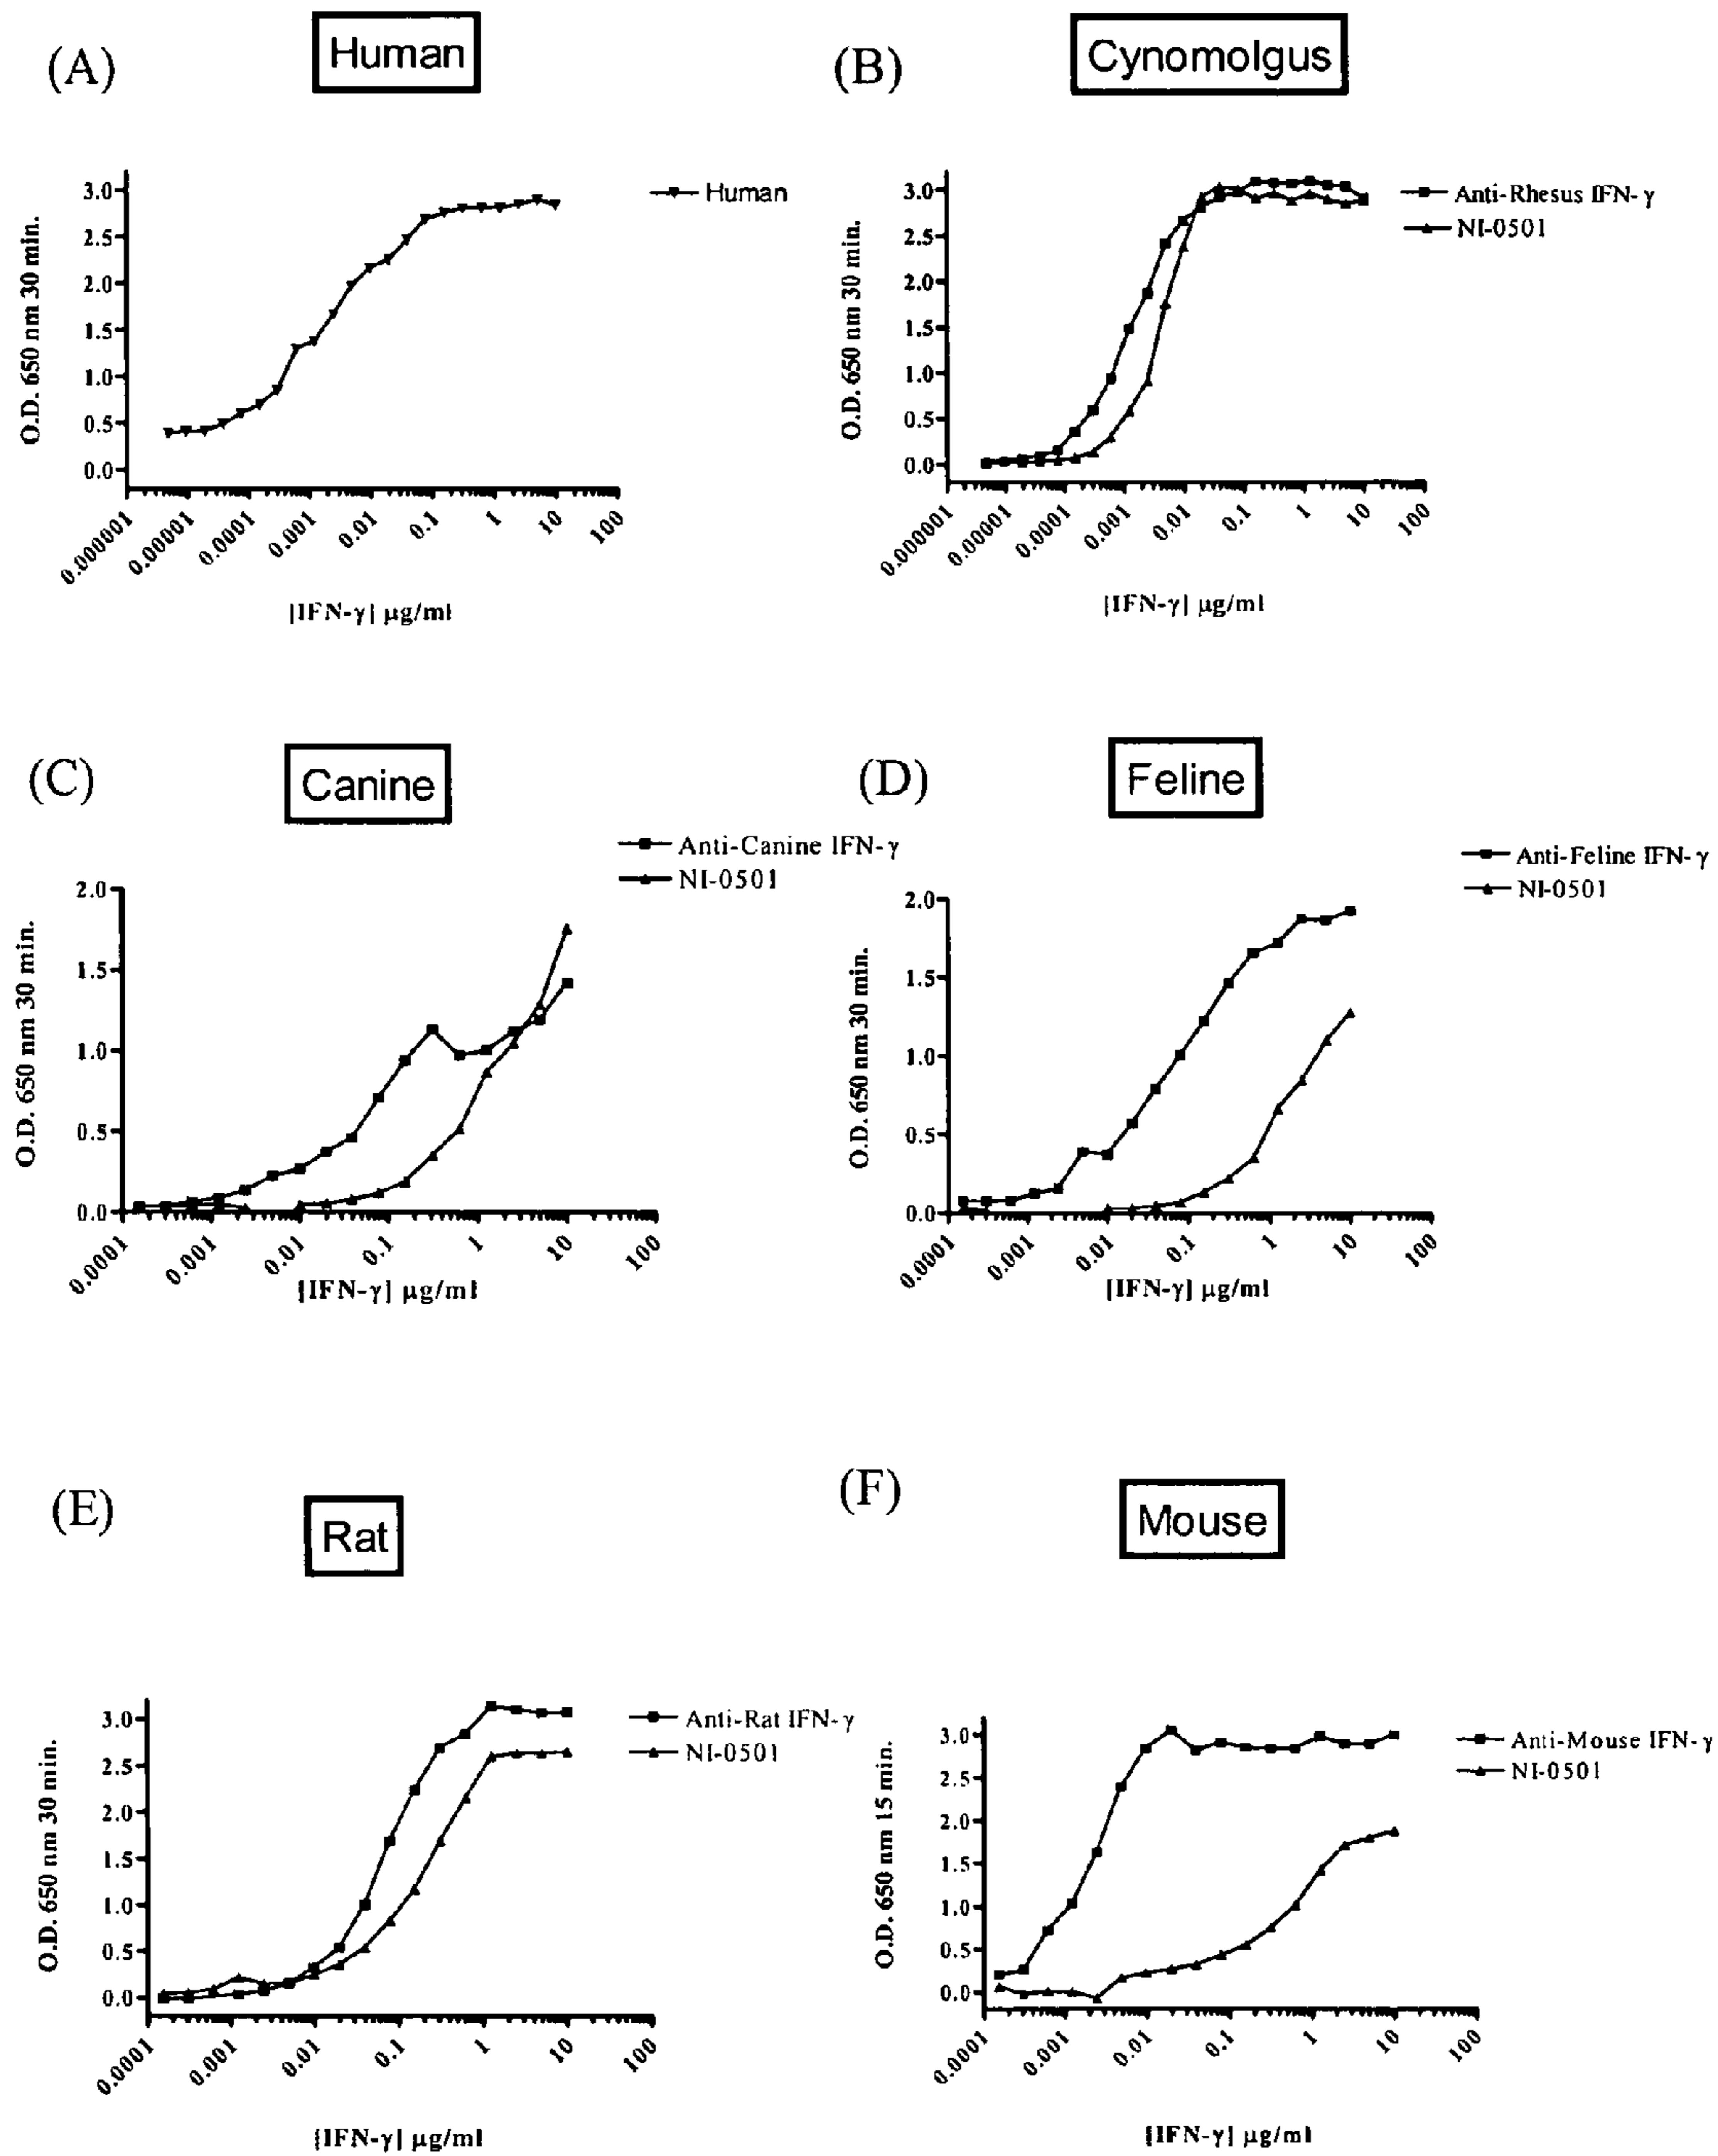 (A) Human
3.0
2.5
2.0
1.5
1.0
0.5
0.0
O.D. 650 nm 30 min.
Human
0.000001 0.00001 0.0001 0.001 0.01 0.1 1 10 100
[IFN-γ] µg/ml
(B) Cynomolgus
3.0
2.5
2.0
1.5
1.0
0.5
0.0
O.D. 650 nm 30 min.
Anti-Rhesus IFN-γ
NI-0501
0.000001 0.00001 0.0001 0.001 0.01 0.1 1 10 100
[IFN-γ] µg/ml
(C) Canine
Anti-Canine IFN-γ
NI-0501
2.0
1.5
1.0
0.5
0.0
O.D. 650 nm 30 min.
0.0001 0.001 0.01 0.1 1 10 100
[IFN-γ] µg/ml
(D) Feline
Anti-Feline IFN-γ
NI-0501
2.0
1.5
1.0
0.5
0.0
O.D. 650 nm 30 min.
0.0001 0.001 0.01 0.1 1 10 100
[IFN-γ] µg/ml
(E) Rat
3.0
2.5
2.0
1.5
1.0
0.5
0.0
O.D. 650 nm 30 min.
Anti-Rat IFN-γ
NI-0501
0.0001 0.001 0.01 0.1 1 10 100
[IFN-γ] µg/ml
(F) Mouse
3.0
2.5
2.0
1.5
1.0
0.5
0.0
O.D. 650 nm 15 min.
Anti-Mouse IFN-γ
NI-0501
0.0001 0.001 0.01 0.1 1 10 100
[IFN-γ] µg/ml